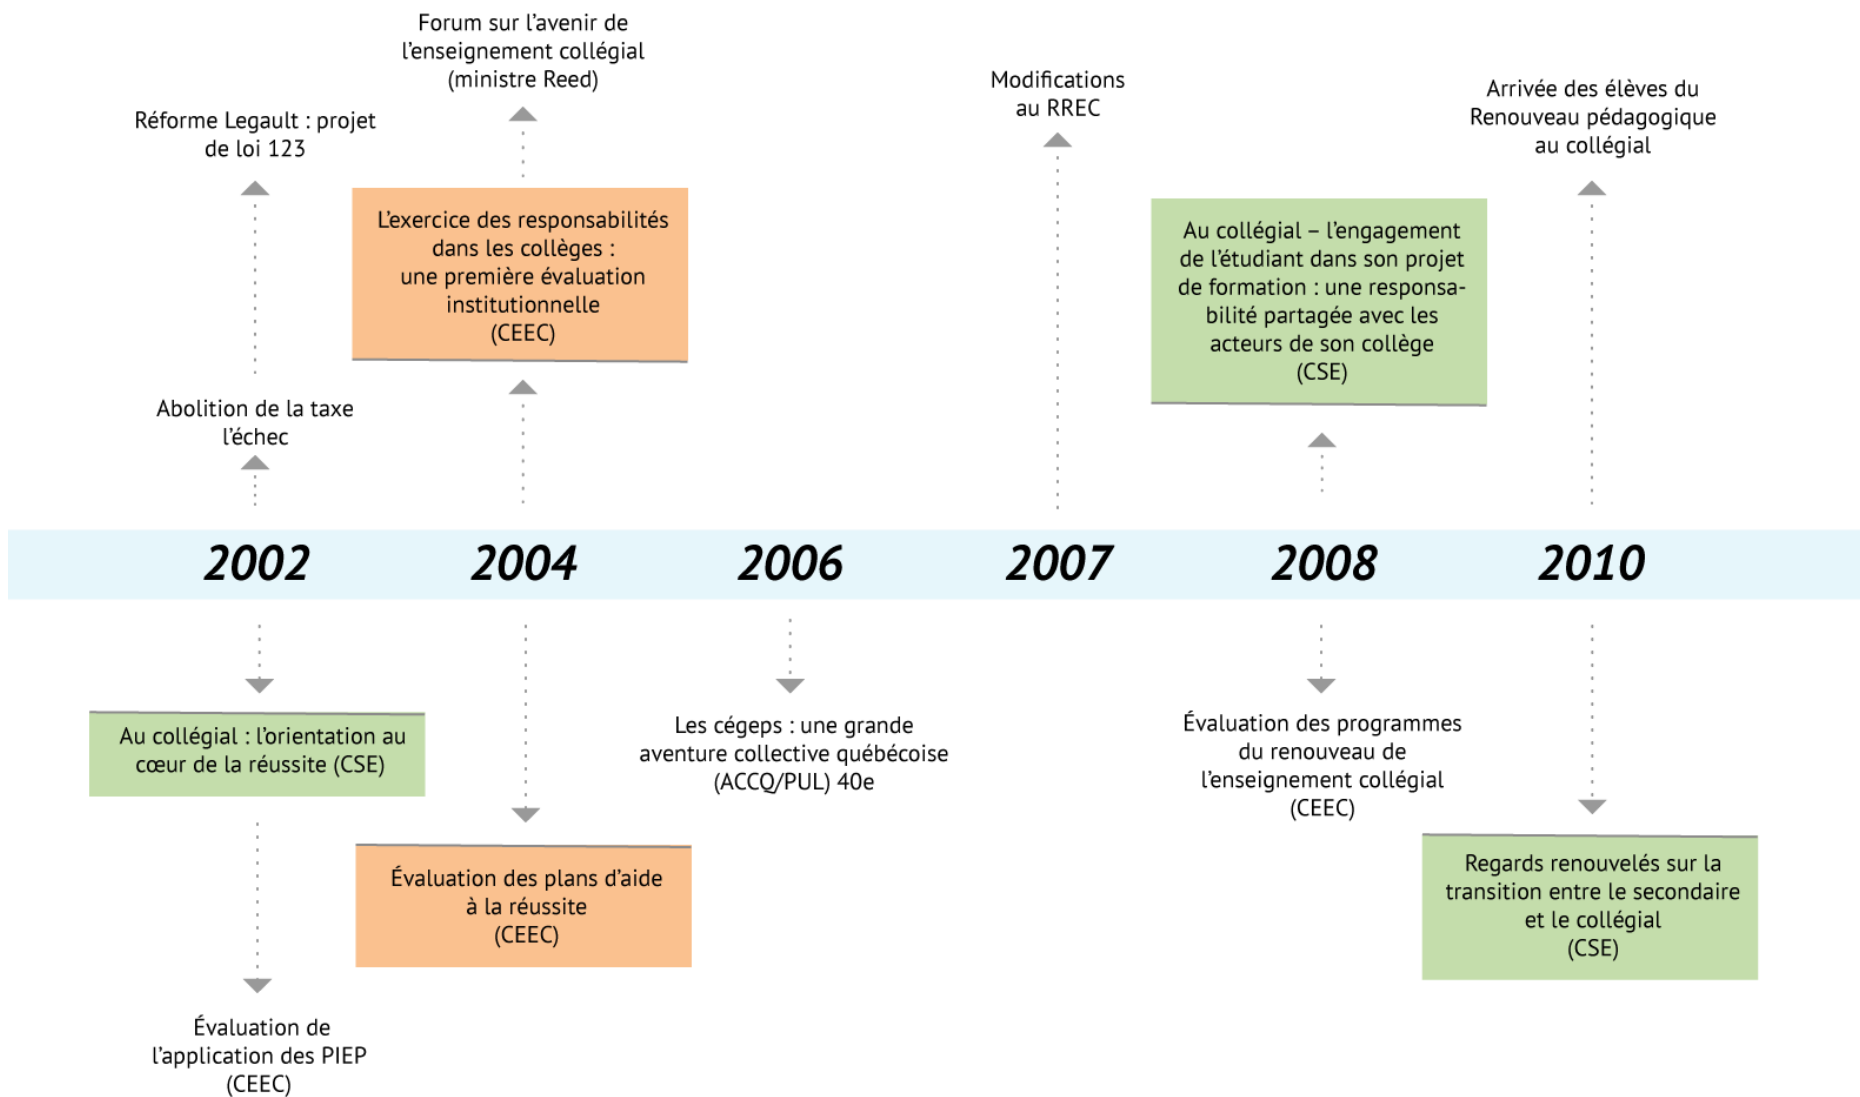 Forum sur l'avenir de
l'enseignement collégial
(ministre Reed)
Réforme Legault : projet
de loi 123
Modifications
au RREC
Arrivée des élèves du
Renouveau pédagogique
au collégial
L'exercice des responsabilités
dans les collèges :
une première évaluation
institutionnelle
(CEEC)
Au collégial – l'engagement
de l'étudiant dans son projet
de formation : une responsa-
bilité partagée avec les
acteurs de son collège
(CSE)
Abolition de la taxe
l'échec
2002 2004 2006 2007 2008 2010
Au collégial : l'orientation au
cœur de la réussite (CSE)
Évaluation de
l'application des PIEP
(CEEC)
Évaluation des plans d'aide
à la réussite
(CEEC)
Les cégeps : une grande
aventure collective québécoise
(ACCQ/PUL) 40e
Évaluation des programmes
du renouveau de
l'enseignement collégial
(CEEC)
Regards renouvelés sur la
transition entre le secondaire
et le collégial
(CSE)